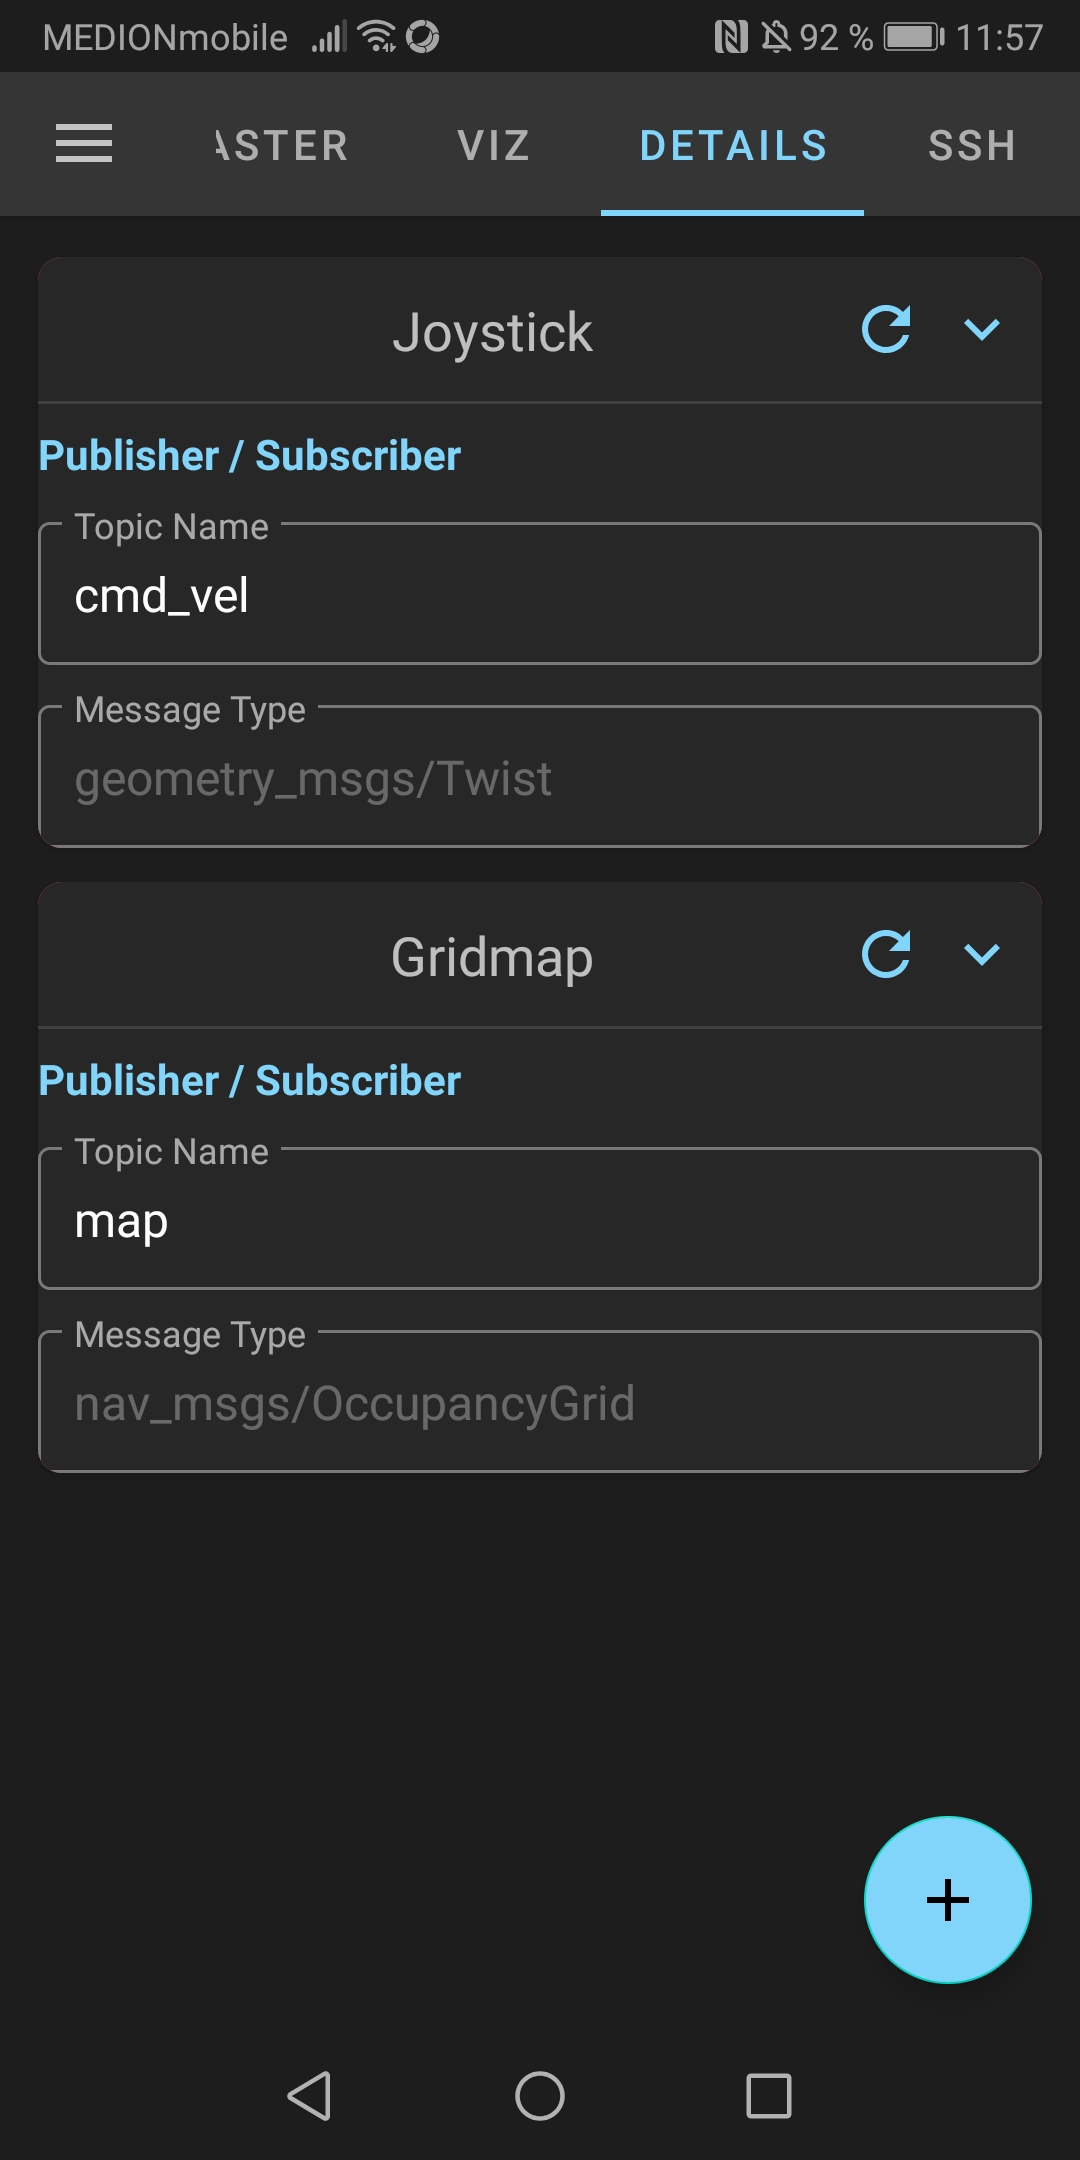 MEDIONmobile 92 % 11:57
ASTER VIZ DETAILS SSH
Joystick
Publisher / Subscriber
Topic Name
cmd_vel
Message Type
geometry_msgs/Twist
Gridmap
Publisher / Subscriber
Topic Name
map
Message Type
nav_msgs/OccupancyGrid